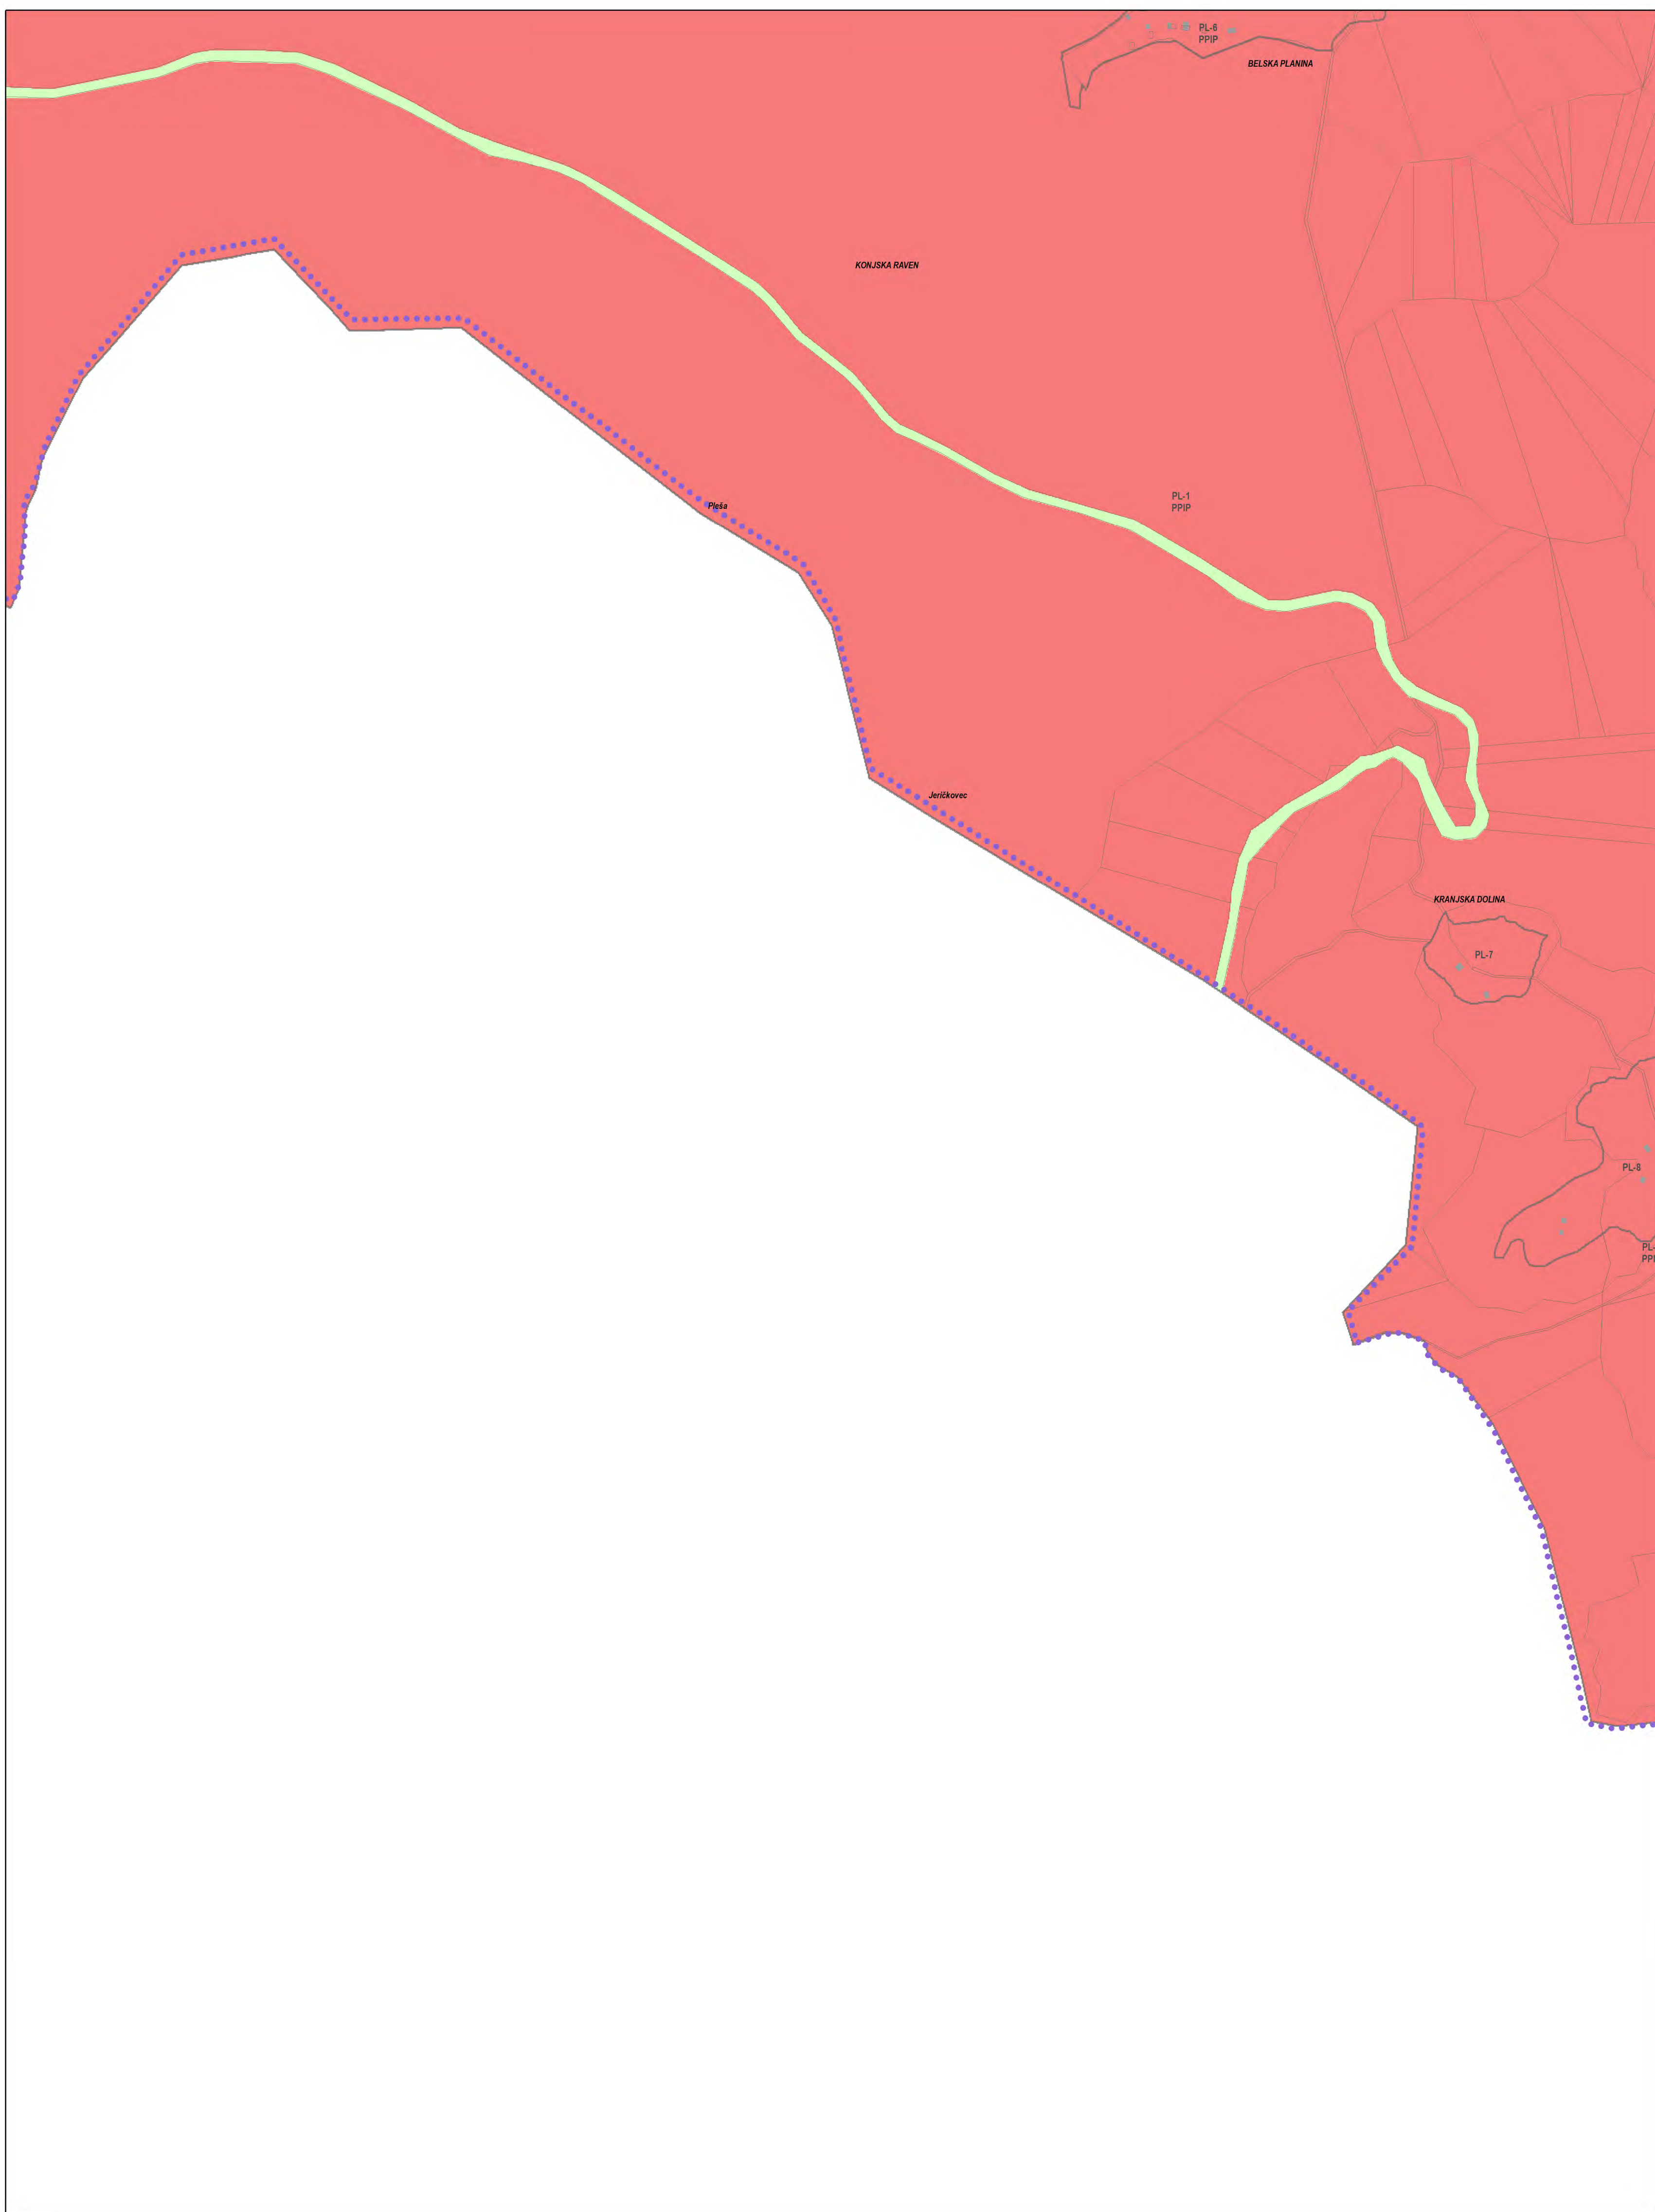 PL-6
PPIP
BELSKA PLANINA
KONJSKA RAVEN
PL-1
PPIP
Pleša
Jeričkovec
KRANJSKA DOLINA
PL-7
PL-8